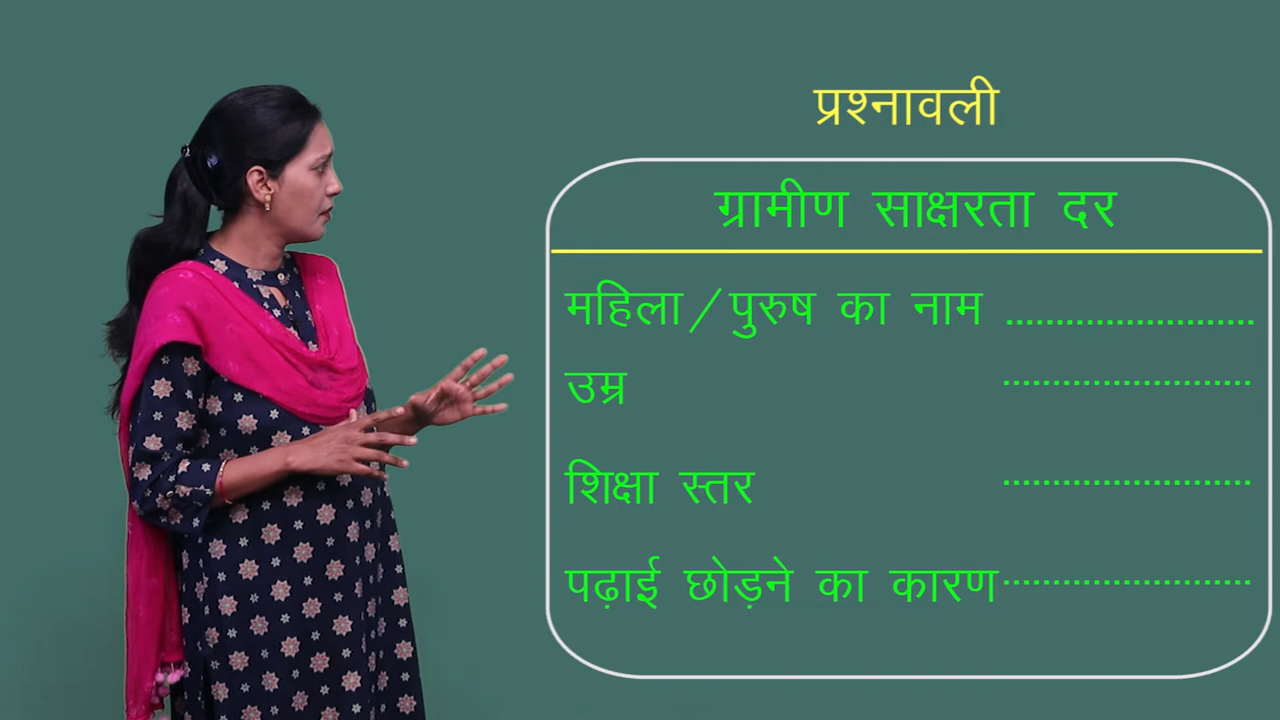 प्रश्नावली
ग्रामीण साक्षरता दर
महिला/पुरुष का नाम ........................
उम्र ........................
शिक्षा स्तर ........................
पढ़ाई छोड़ने का कारण ........................